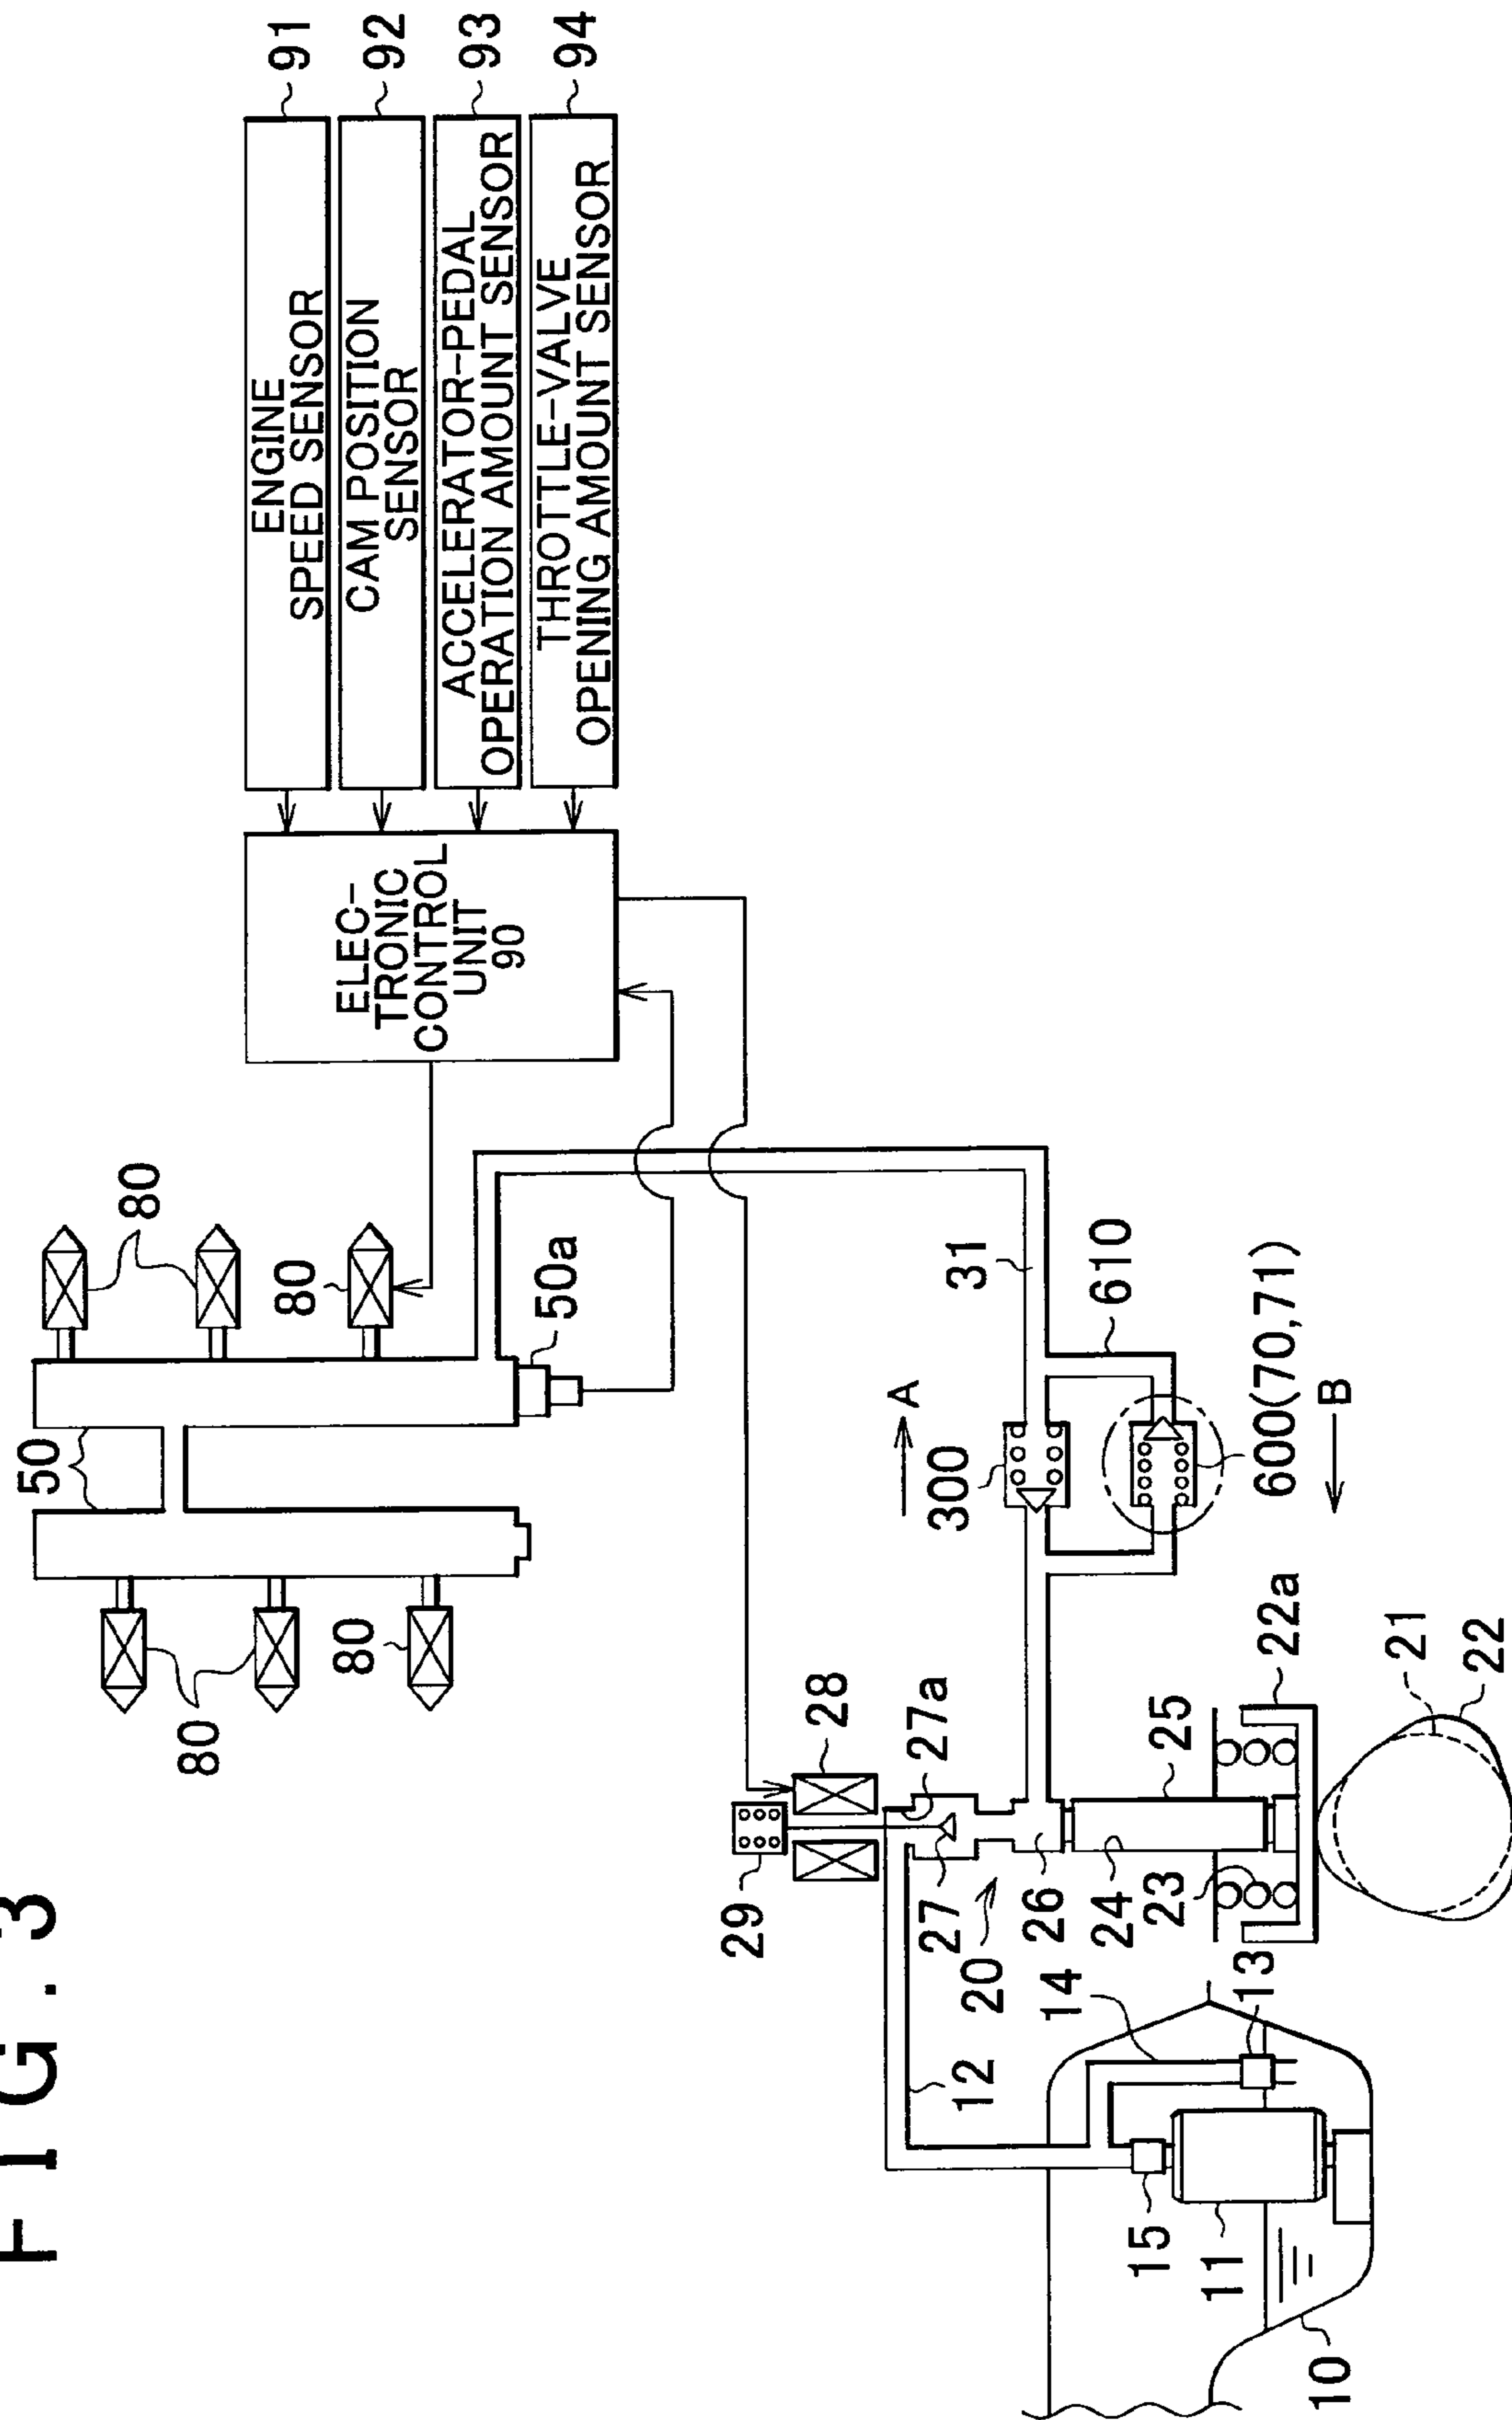 FIG. 3
ENGINE
SPEED SENSOR
91
CAM POSITION
SENSOR
92
ACCELERATOR-PEDAL
OPERATION AMOUNT SENSOR
93
THROTTLE-VALVE
OPENING AMOUNT SENSOR
94
ELEC-
TRONIC
CONTROL
UNIT
90
80
80
50a
50
80
80
31
610
A
300
600(70,71)
B
28
27a
29
27
20
26
25
24
23
22a
21
22
12
14
13
15
11
10